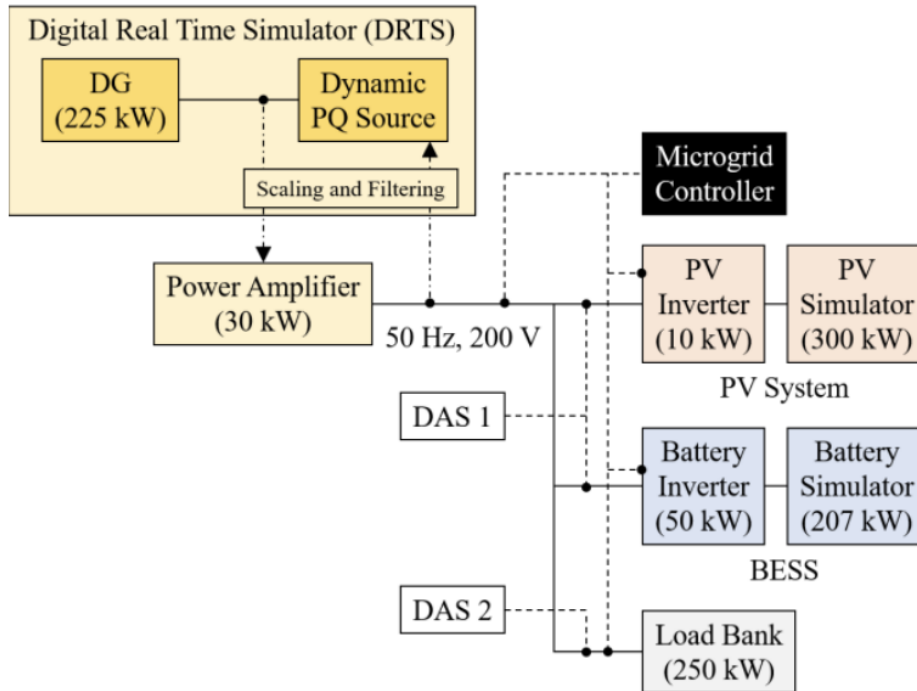 Digital Real Time Simulator (DRTS)
DG
(225 kW)
Dynamic
PQ Source
Scaling and Filtering
Microgrid
Controller
Power Amplifier
(30 kW)
50 Hz, 200 V
PV
Inverter
(10 kW)
PV
Simulator
(300 kW)
PV System
DAS 1
Battery
Inverter
(50 kW)
Battery
Simulator
(207 kW)
BESS
DAS 2
Load Bank
(250 kW)